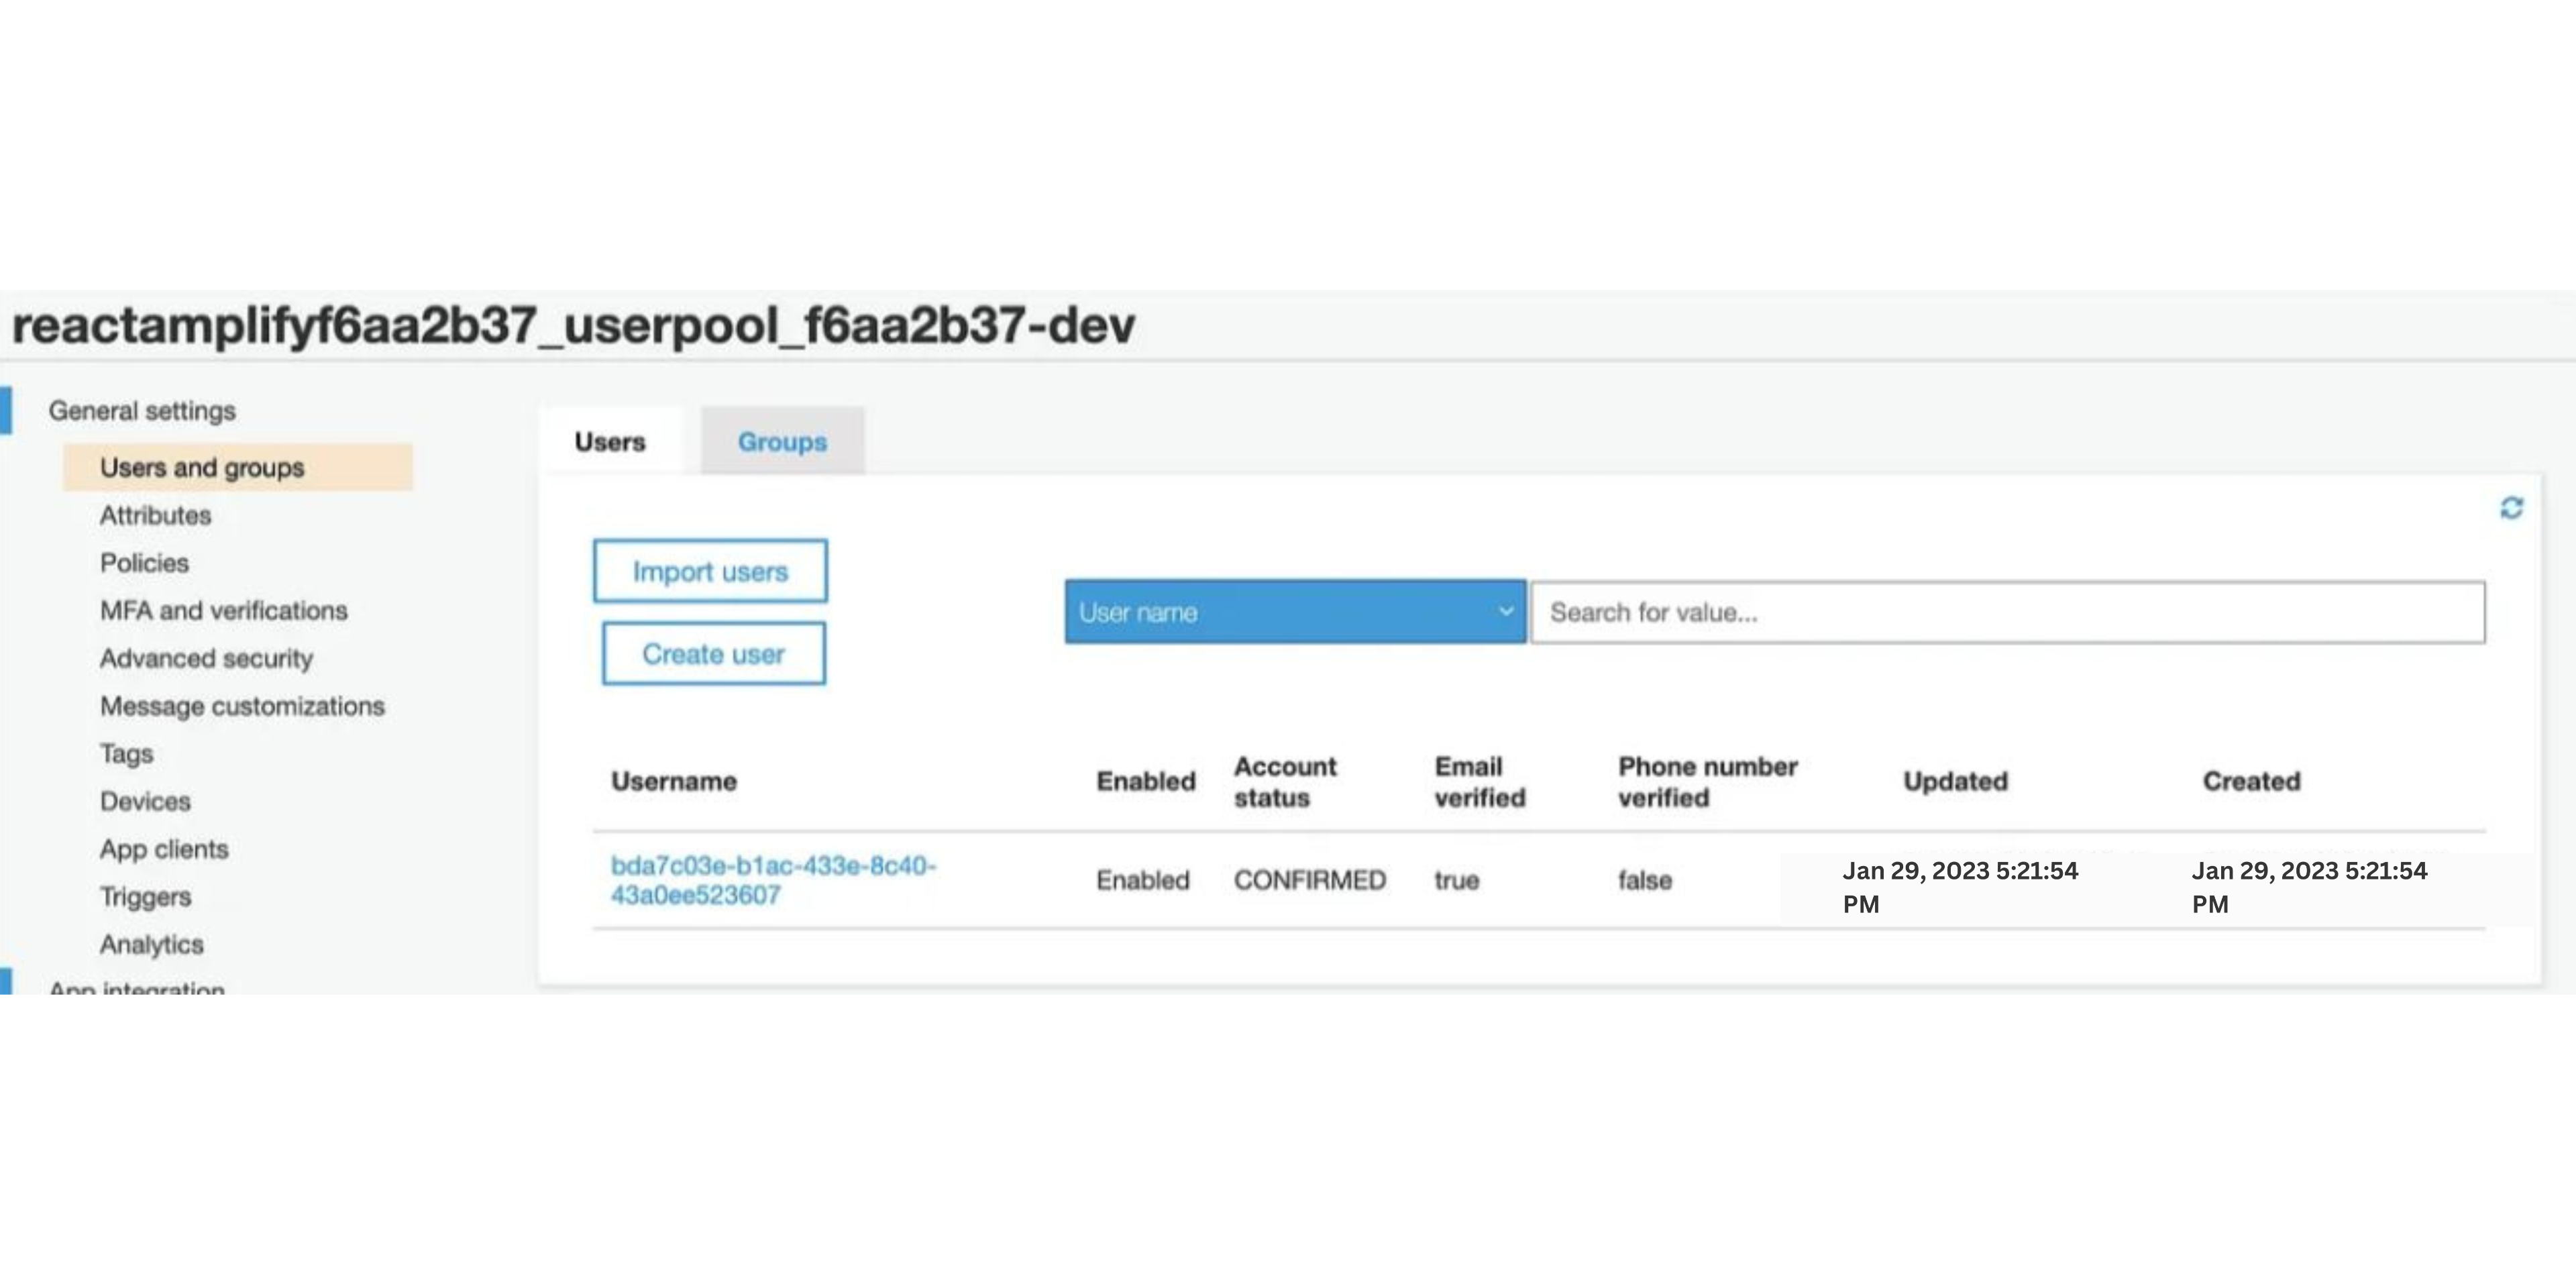 reactamplifyf6aa2b37_userpool_f6aa2b37-dev
General settings
Users and groups
Attributes
Policies
MFA and verifications
Advanced security
Message customizations
Tags
Devices
App clients
Triggers
Analytics
App integration
Users
Groups
Import users
Create user
User name
Search for value...
Username
Enabled
Account
status
Email
verified
Phone number
verified
Updated
Created
bda7c03e-b1ac-433e-8c40-
43a0ee523607
Enabled
CONFIRMED
true
false
Jan 29, 2023 5:21:54
PM
Jan 29, 2023 5:21:54
PM